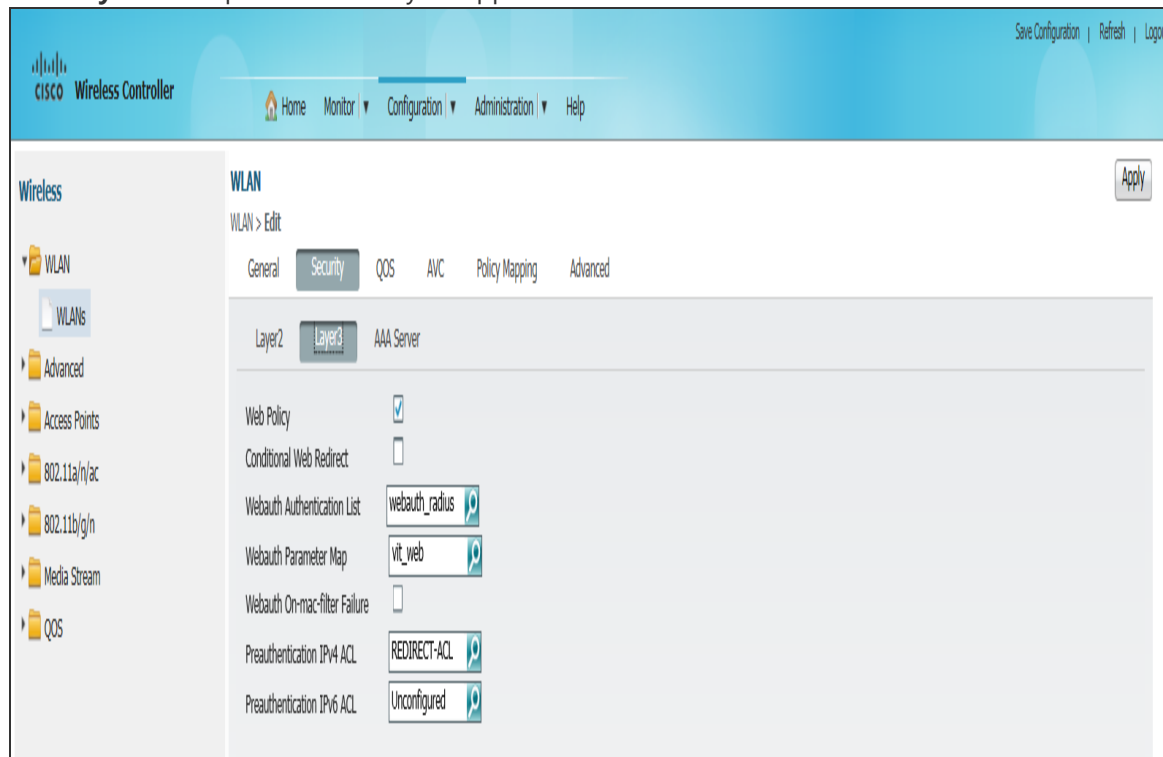 Save Configuration | Refresh |
CISCO Wireless Controller
Home Monitor Configuration Administration Help
Wireless
WLAN
WLANs
Advanced
Access Points
802.11a/n/ac
802.11b/g/n
Media Stream
QOS
WLAN
Apply
WLAN > Edit
General Security QOS AVC Policy Mapping Advanced
Layer2 Layer3 AAA Server
Web Policy
Conditional Web Redirect
Webauth Authentication List webauth_radius
Webauth Parameter Map vit_web
Webauth On-mac-filter Failure
Preauthentication IPv4 ACL REDIRECT-ACL
Preauthentication IPv6 ACL Unconfigured